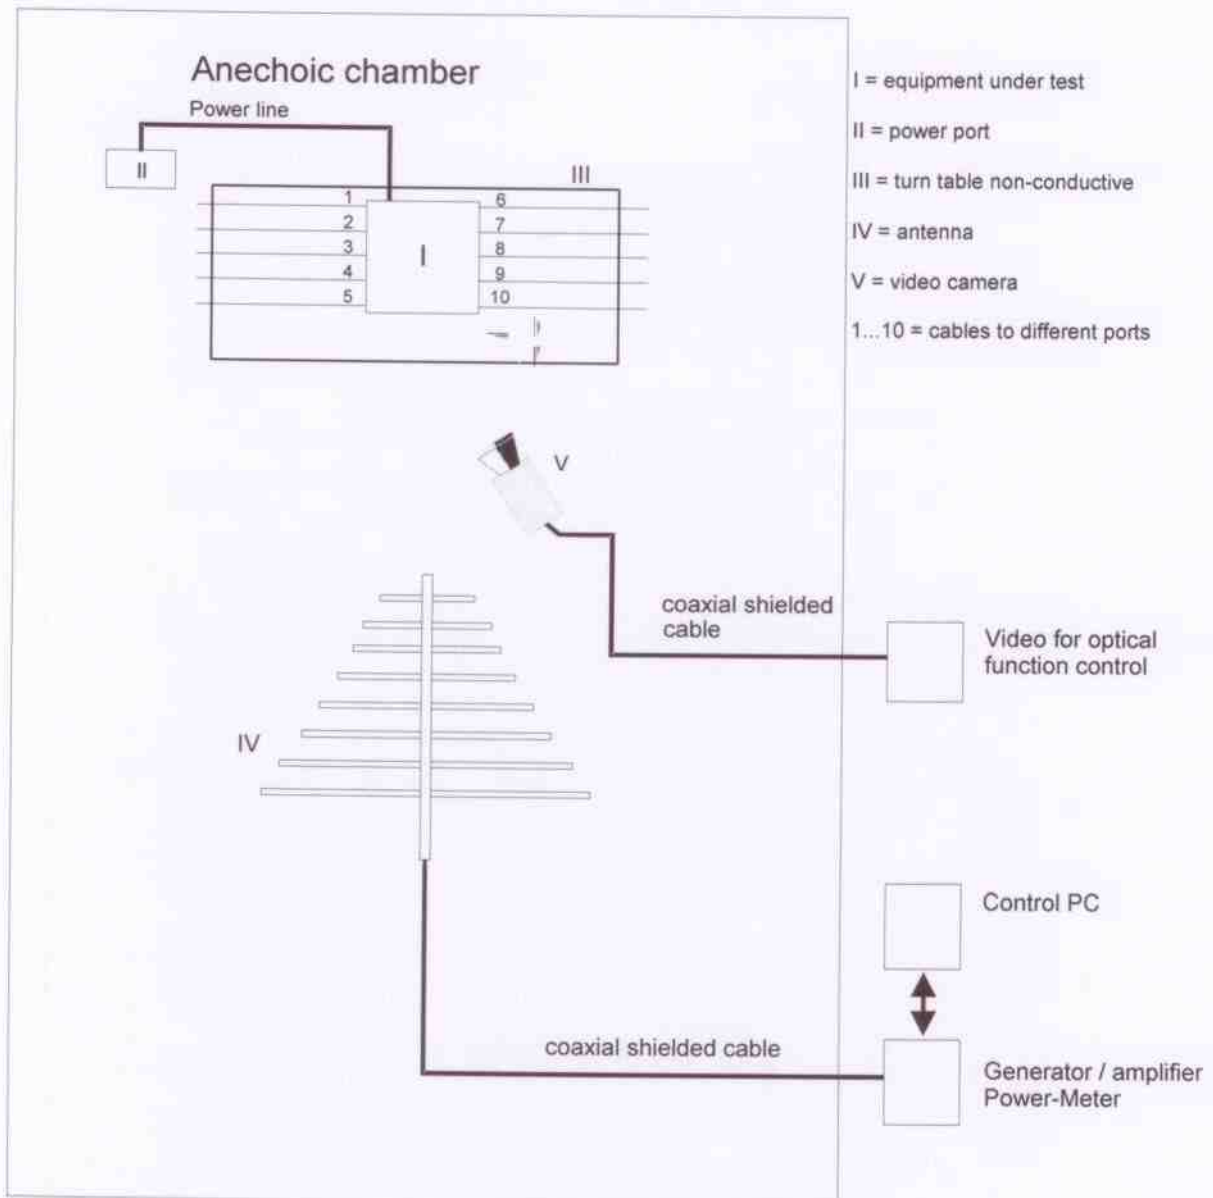 Anechoic chamber
Power line
II
III
1
2
3
4
5
I
6
7
8
9
10
I = equipment under test
II = power port
III = turn table non-conductive
IV = antenna
V = video camera
1...10 = cables to different ports
V
coaxial shielded
cable
Video for optical
function control
IV
Control PC
coaxial shielded cable
Generator / amplifier
Power-Meter